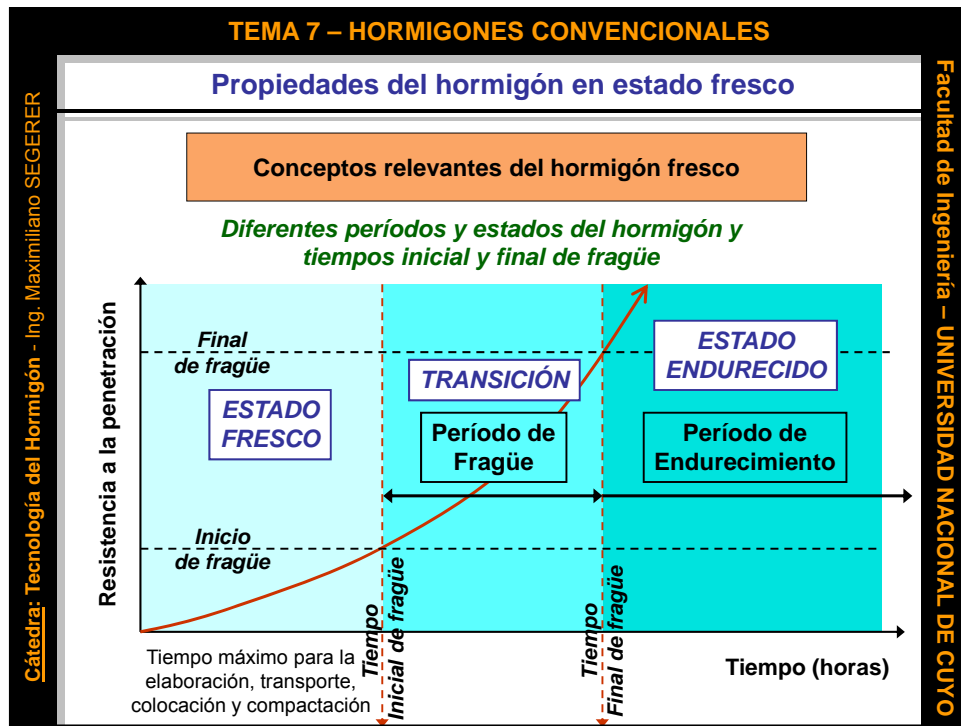 TEMA 7 – HORMIGONES CONVENCIONALES
Propiedades del hormigón en estado fresco
Conceptos relevantes del hormigón fresco
Diferentes períodos y estados del hormigón y
tiempos inicial y final de fragüe
Resistencia a la penetración
Final
de fragüe
ESTADO
FRESCO
TRANSICIÓN
ESTADO
ENDURECIDO
Período de
Fragüe
Período de
Endurecimiento
Inicio
de fragüe
Tiempo
Inicial de fragüe
Tiempo
Final de fragüe
Tiempo (horas)
Tiempo máximo para la
elaboración, transporte,
colocación y compactación
Cátedra: Tecnología del Hormigón - Ing. Maximiliano SEGERER
Facultad de Ingeniería – UNIVERSIDAD NACIONAL DE CUYO